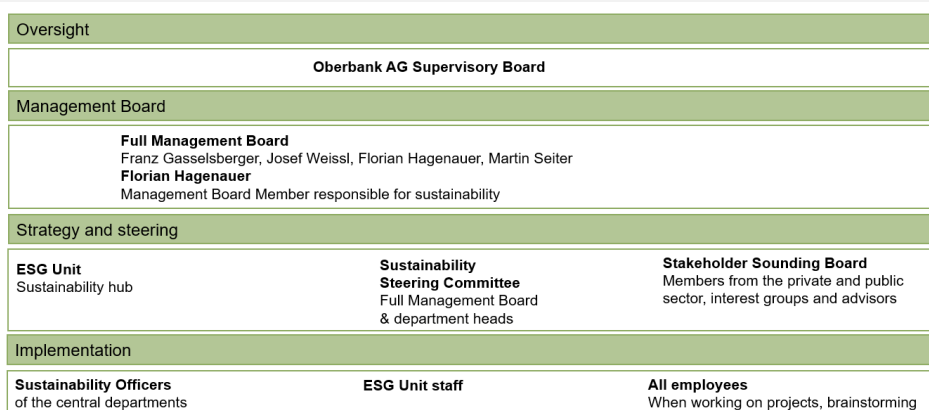 Oversight
Oberbank AG Supervisory Board
Management Board
Full Management Board
Franz Gasselsberger, Josef Weissl, Florian Hagenauer, Martin Seiter
Florian Hagenauer
Management Board Member responsible for sustainability
Strategy and steering
ESG Unit
Sustainability hub
Sustainability
Steering Committee
Full Management Board
& department heads
Stakeholder Sounding Board
Members from the private and public
sector, interest groups and advisors
Implementation
Sustainability Officers
of the central departments
ESG Unit staff
All employees
When working on projects, brainstorming